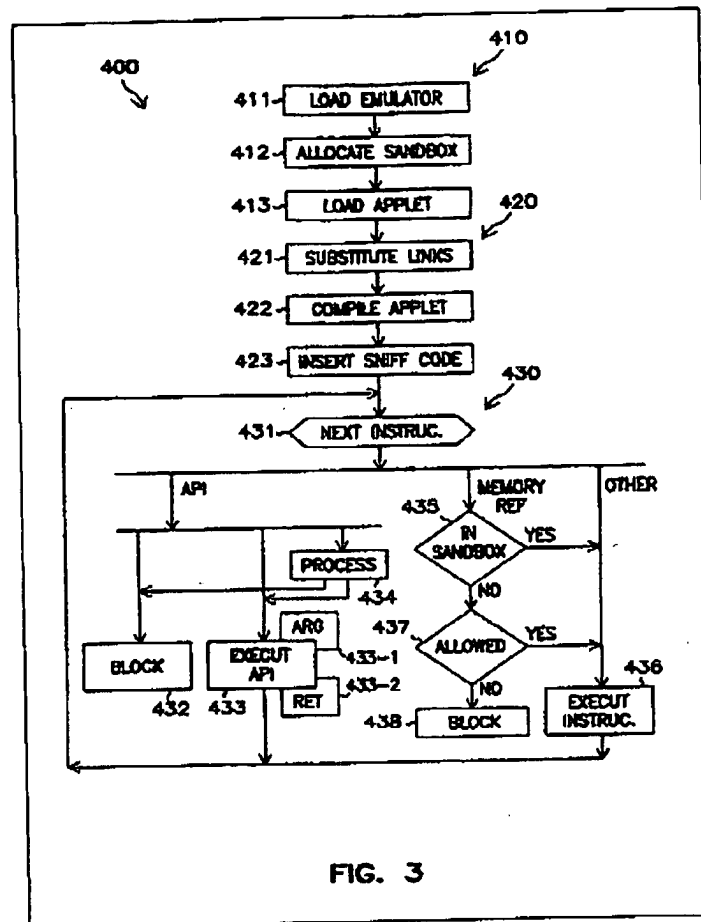 400
410
411 LOAD EMULATOR
412 ALLOCATE SANDBOX
413 LOAD APPLET
420
421 SUBSTITUTE LINKS
422 COMPILE APPLET
423 INSERT SNIFF CODE
430
431 NEXT INSTRUC.
API
MEMORY REF
OTHER
435
IN SANDBOX
YES
NO
PROCESS
434
437
ALLOWED
YES
NO
ARG
433-1
BLOCK
432
EXECUT API
433
433-2
RET
436
EXECUT INSTRUC.
438 BLOCK
FIG. 3